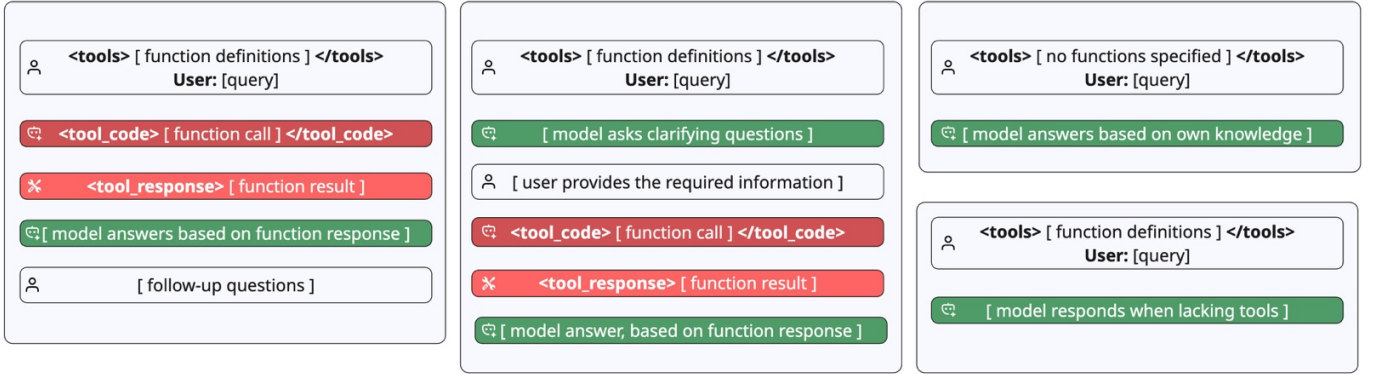 <tools> [ function definitions ] </tools>
User: [query]
<tool_code> [ function call ] </tool_code>
<tool_response> [ function result ]
[ model answers based on function response ]
[ follow-up questions ]
<tools> [ function definitions ] </tools>
User: [query]
[ model asks clarifying questions ]
[ user provides the required information ]
<tool_code> [ function call ] </tool_code>
<tool_response> [ function result ]
[ model answer, based on function response ]
<tools> [ no functions specified ] </tools>
User: [query]
[ model answers based on own knowledge ]
<tools> [ function definitions ] </tools>
User: [query]
[ model responds when lacking tools ]